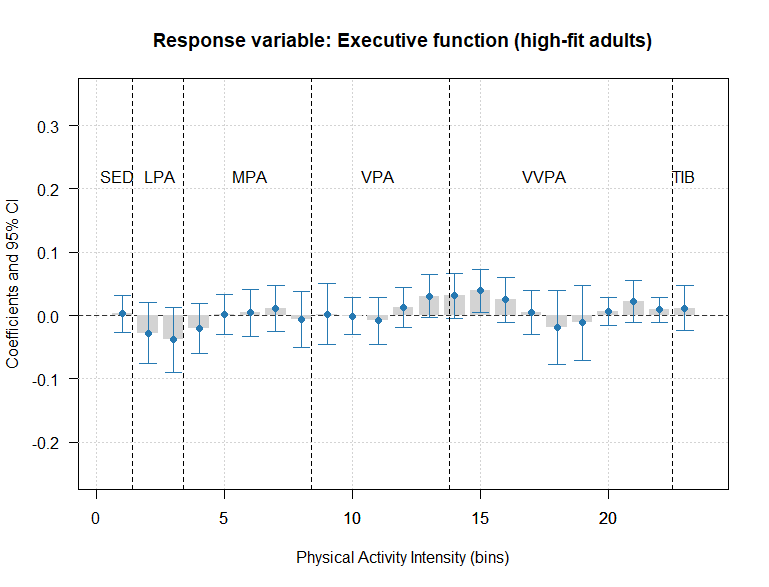 Response variable: Executive function (high-fit adults)
Coefficients and 95% CI
0.3
0.2
0.1
0.0
-0.1
-0.2
SED LPA MPA VPA VVPA TIB
0 5 10 15 20
Physical Activity Intensity (bins)